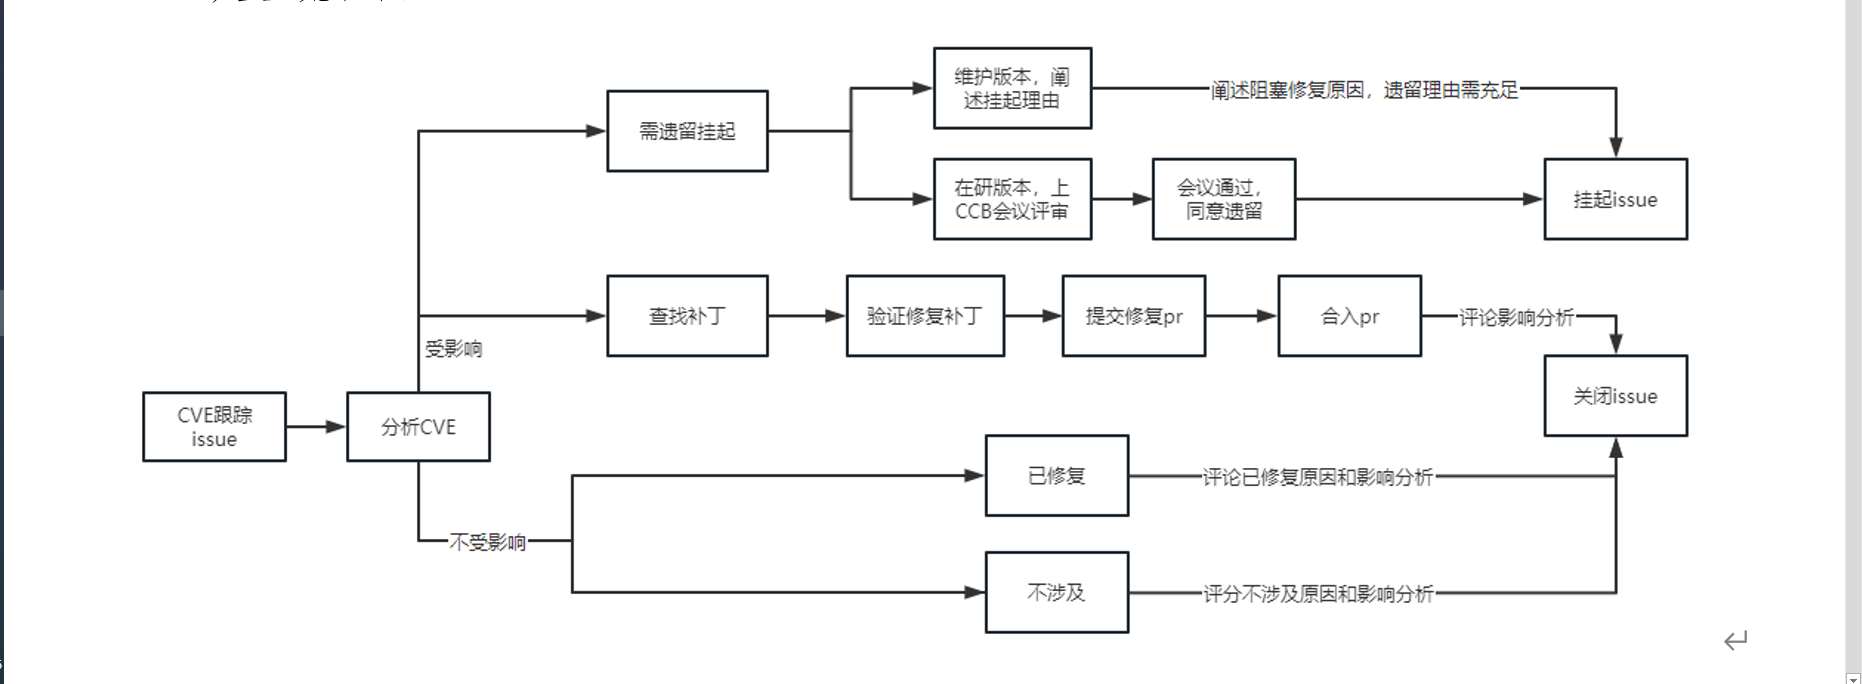 维护版本，阐
述挂起理由
阐述阻塞修复原因，遗留理由需充足
需遗留挂起
在研版本，上
CCB会议评审
会议通过，
同意遗留
挂起issue
查找补丁
验证修复补丁
提交修复pr
合入pr
评论影响分析
受影响
关闭issue
CVE跟踪
issue
分析CVE
已修复
评论已修复原因和影响分析
不受影响
不涉及
评分不涉及原因和影响分析